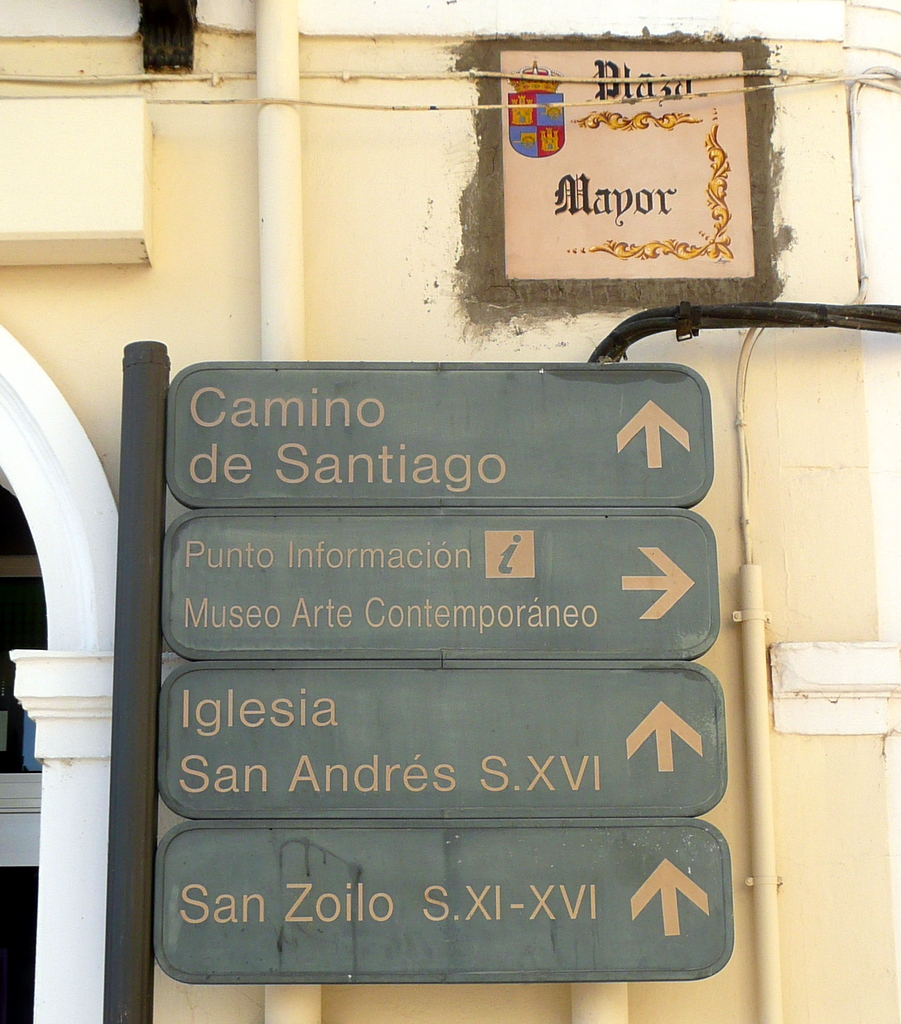 Plaza
Mayor
Camino
de Santiago
Punto Información i
Museo Arte Contemporáneo
Iglesia
San Andrés S.XVI
San Zoilo S.XI-XVI